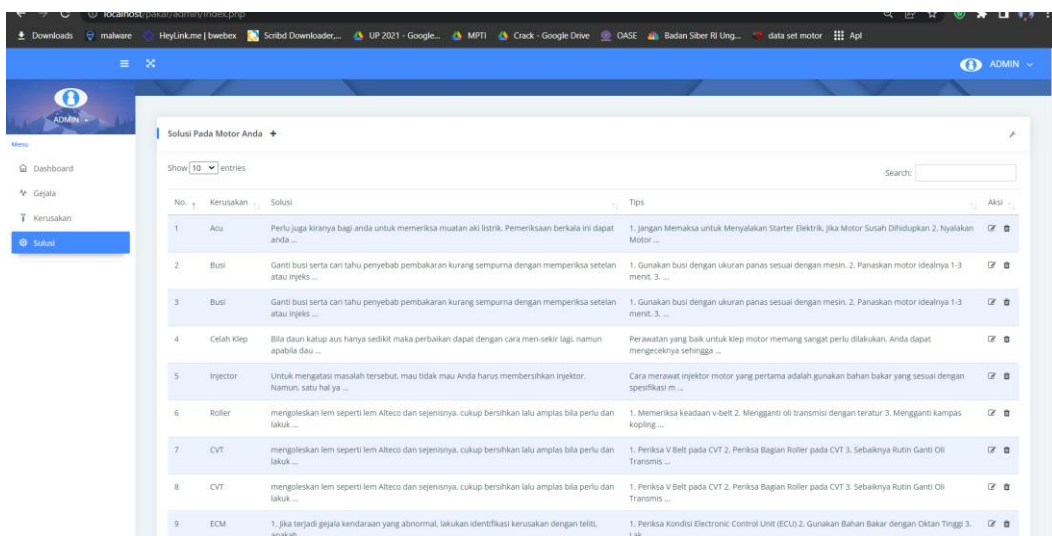 localhost/pakar/admin/index.php
Downloads malware HeyLink.me | bwebex Scribd Downloader,... UP 2021 - Google... MPTI Crack - Google Drive OASE Badan Siber RI Ung... data set motor Apl
ADMIN
ADMIN
Menu
Dashboard
Gejala
Kerusakan
Sulusi
Solusi Pada Motor Anda
Show 10 entries
Search:
No. Kerusakan Solusi Tips Aksi
1 Acu Perlu juga kiranya bagi anda untuk memeriksa muatan aki listrik. Pemeriksaan berkala ini dapat 1. Jangan Memaksa untuk Menyalakan Starter Elektrik, Jika Motor Susah Dihidupkan 2. Nyalakan
anda ... Motor ...
2 Busi Ganti busi serta cari tahu penyebab pembakaran kurang sempurna dengan memperiksa setelan 1. Gunakan busi dengan ukuran panas sesuai dengan mesin. 2. Panaskan motor idealnya 1-3
atau injeks ... menit. 3. ...
3 Busi Ganti busi serta cari tahu penyebab pembakaran kurang sempurna dengan memperiksa setelan 1. Gunakan busi dengan ukuran panas sesuai dengan mesin. 2. Panaskan motor idealnya 1-3
atau injeks ... menit. 3. ...
4 Celah Klep Bila daun katup aus hanya sedikit maka perbaikan dapat dengan cara men-sekir lagi, namun Perawatan yang baik untuk klep motor memang sangat perlu dilakukan. Anda dapat
apabila dau ... mengeceknya sehingga ...
5 Injector Untuk mengatasi masalah tersebut, mau tidak mau Anda harus membersihkan injektor. Cara merawat injektor motor yang pertama adalah gunakan bahan bakar yang sesuai dengan
Namun, satu hal ya ... spesifikasi m ...
6 Roller mengoleskan lem seperti lem Alteco dan sejenisnya. cukup bersihkan lalu amplas bila perlu dan 1. Memeriksa keadaan v-belt 2. Mengganti oli transmisi dengan teratur 3. Mengganti kampas
lakuk ... kopling ...
7 CVT mengoleskan lem seperti lem Alteco dan sejenisnya. cukup bersihkan lalu amplas bila perlu dan 1. Periksa V Belt pada CVT 2. Periksa Bagian Roller pada CVT 3. Sebaiknya Rutin Ganti Oli
lakuk ... Transmis ...
8 CVT mengoleskan lem seperti lem Alteco dan sejenisnya. cukup bersihkan lalu amplas bila perlu dan 1. Periksa V Belt pada CVT 2. Periksa Bagian Roller pada CVT 3. Sebaiknya Rutin Ganti Oli
lakuk ... Transmis ...
9 ECM 1. Jika terjadi gejala kendaraan yang abnormal, lakukan identifikasi kerusakan dengan teliti, 1. Periksa Kondisi Electronic Control Unit (ECU) 2. Gunakan Bahan Bakar dengan Oktan Tinggi 3.
apakah Lak